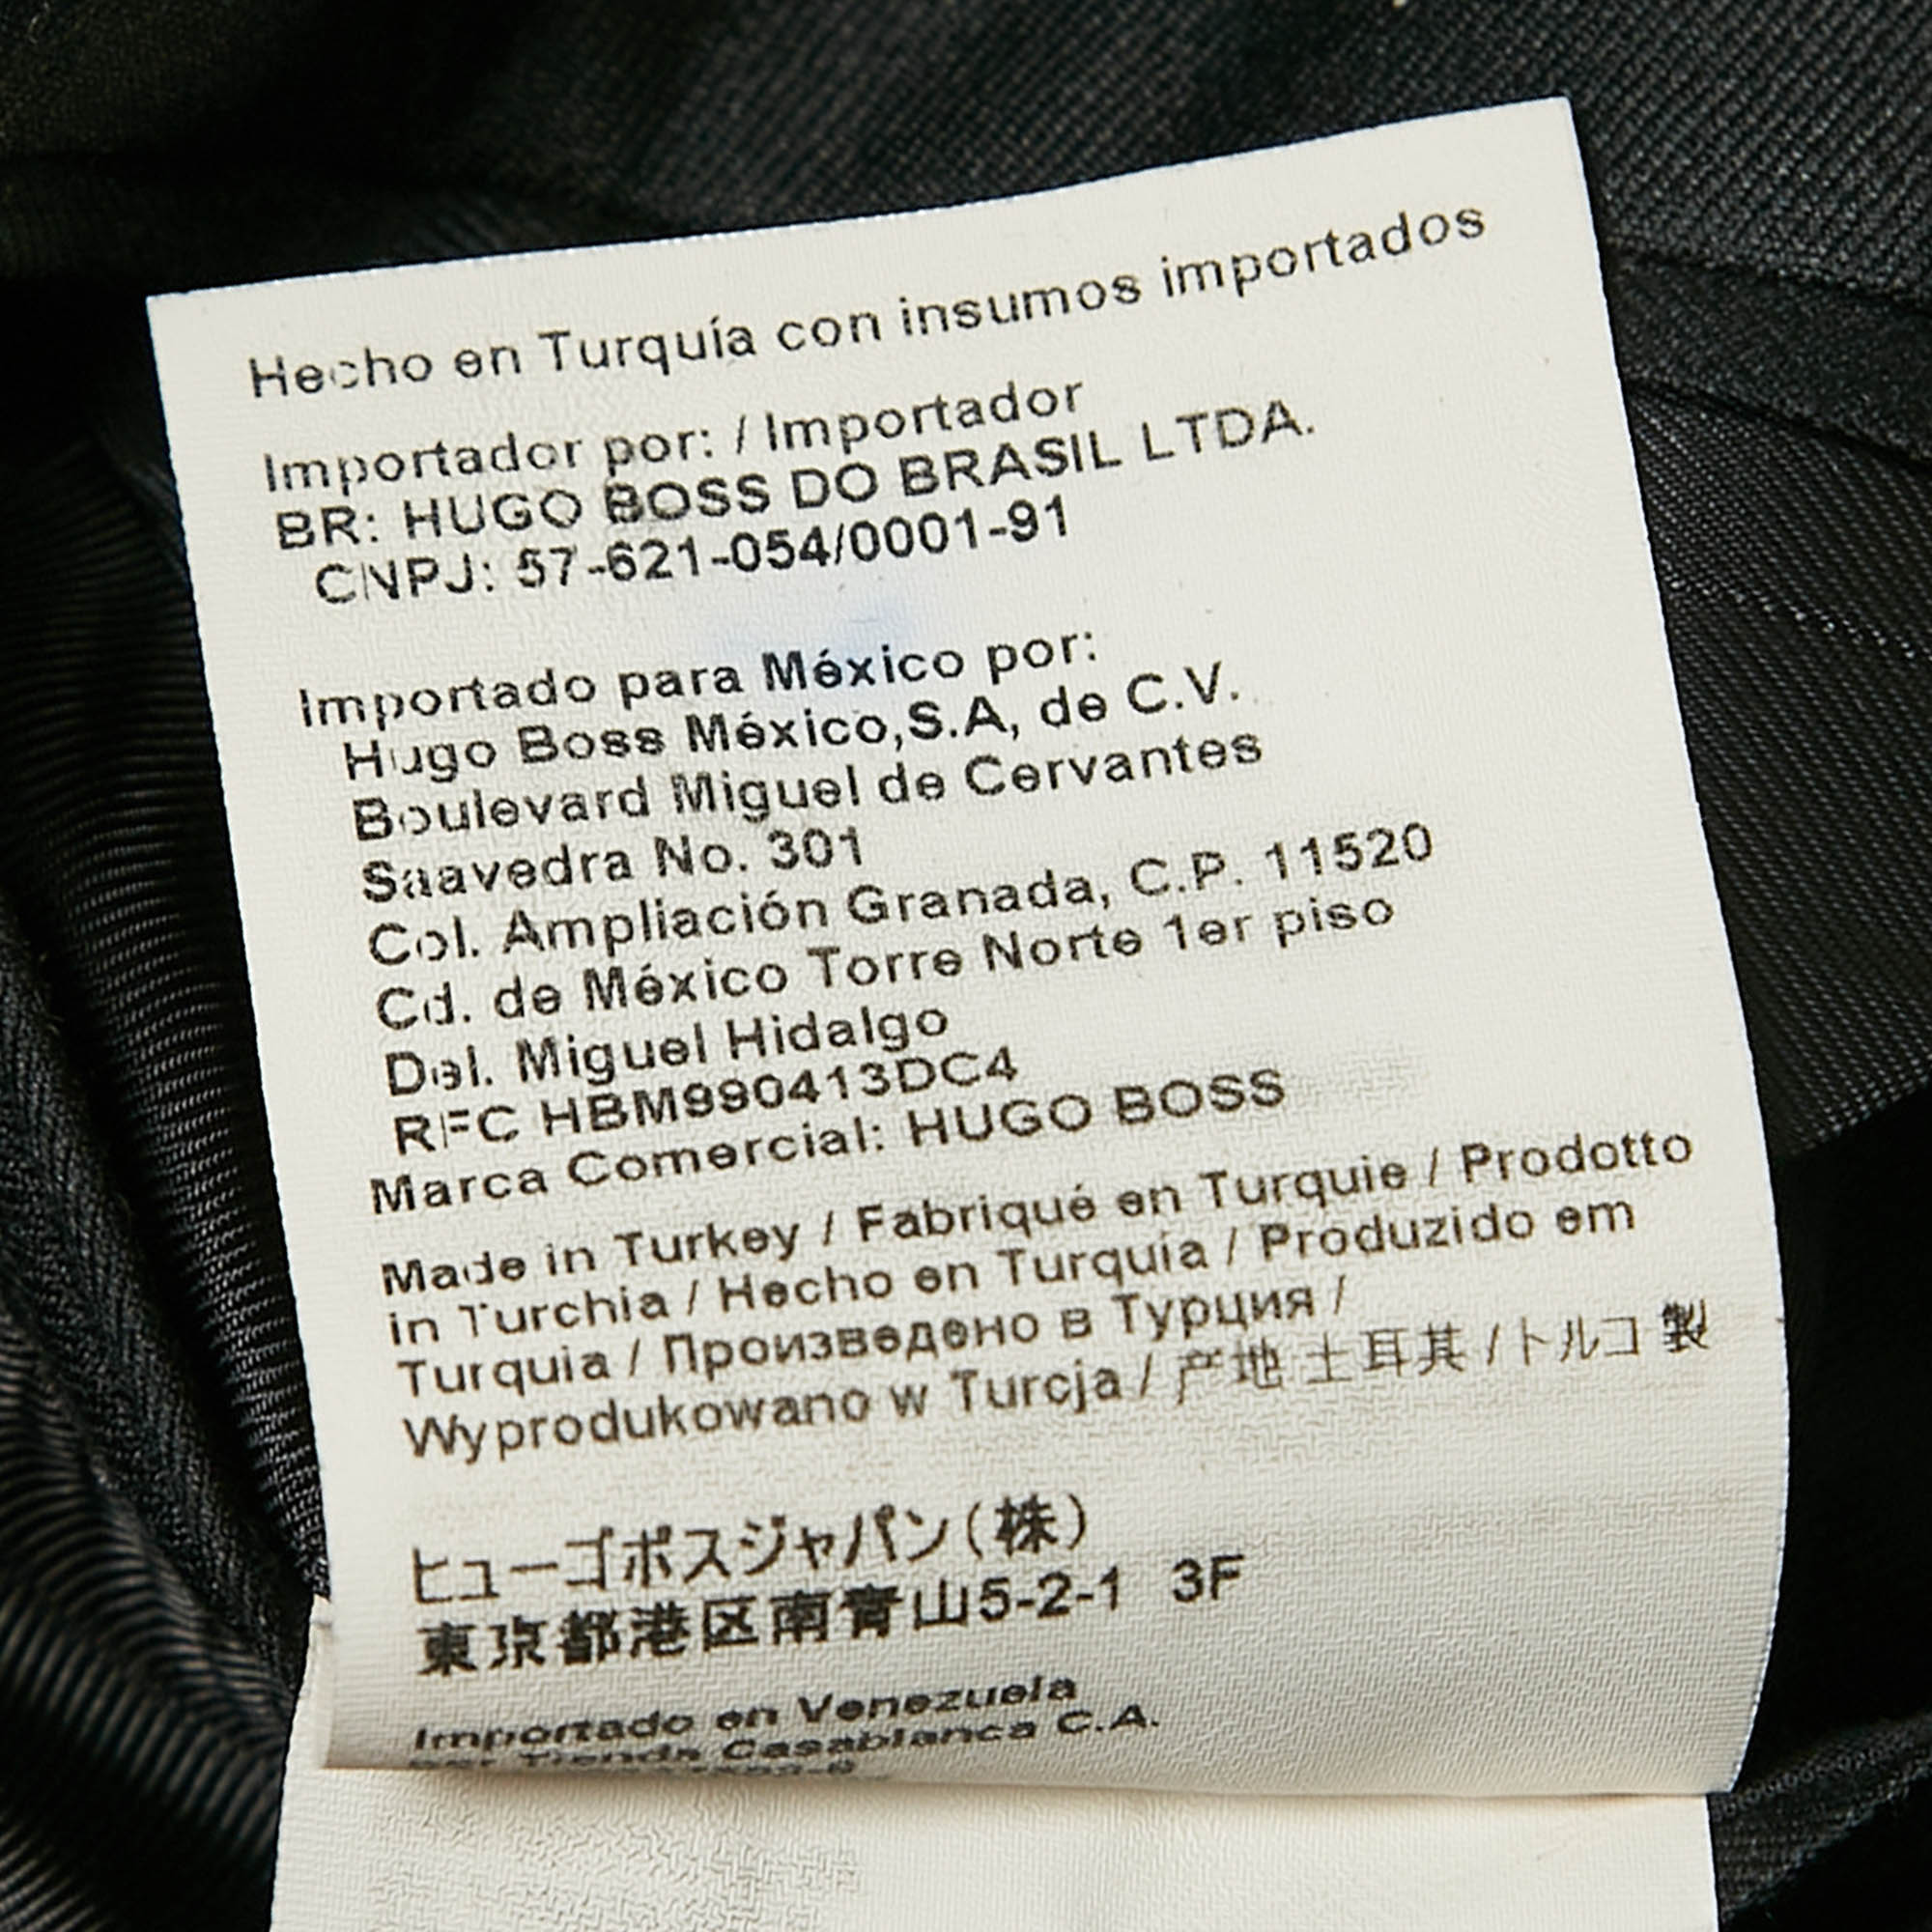 Hecho en Turquía con insumos importados
Importador por: / Importador
BR: HUGO BOSS DO BRASIL LTDA.
CNPJ: 57-621-054/0001-91
Importado para México por:
Hugo Boss México,S.A, de C.V.
Boulevard Miguel de Cervantes
Saavedra No. 301
Col. Ampliación Granada, C.P. 11520
Cd. de México Torre Norte 1er piso
Del. Miguel Hidalgo
RFC HBM990413DC4
Marca Comercial: HUGO BOSS
Made in Turkey / Fabriqué en Turquie / Prodotto
in Turchia / Hecho en Turquía / Produzido em
Turquia / Произведено в Турция /
Wyprodukowano w Turcja / 产地 土耳其 / トルコ 製
ヒューゴボスジャパン(株)
東京都港区南青山5-2-1 3F
Importado en Venezuela
por Tienda Casablanca C.A.